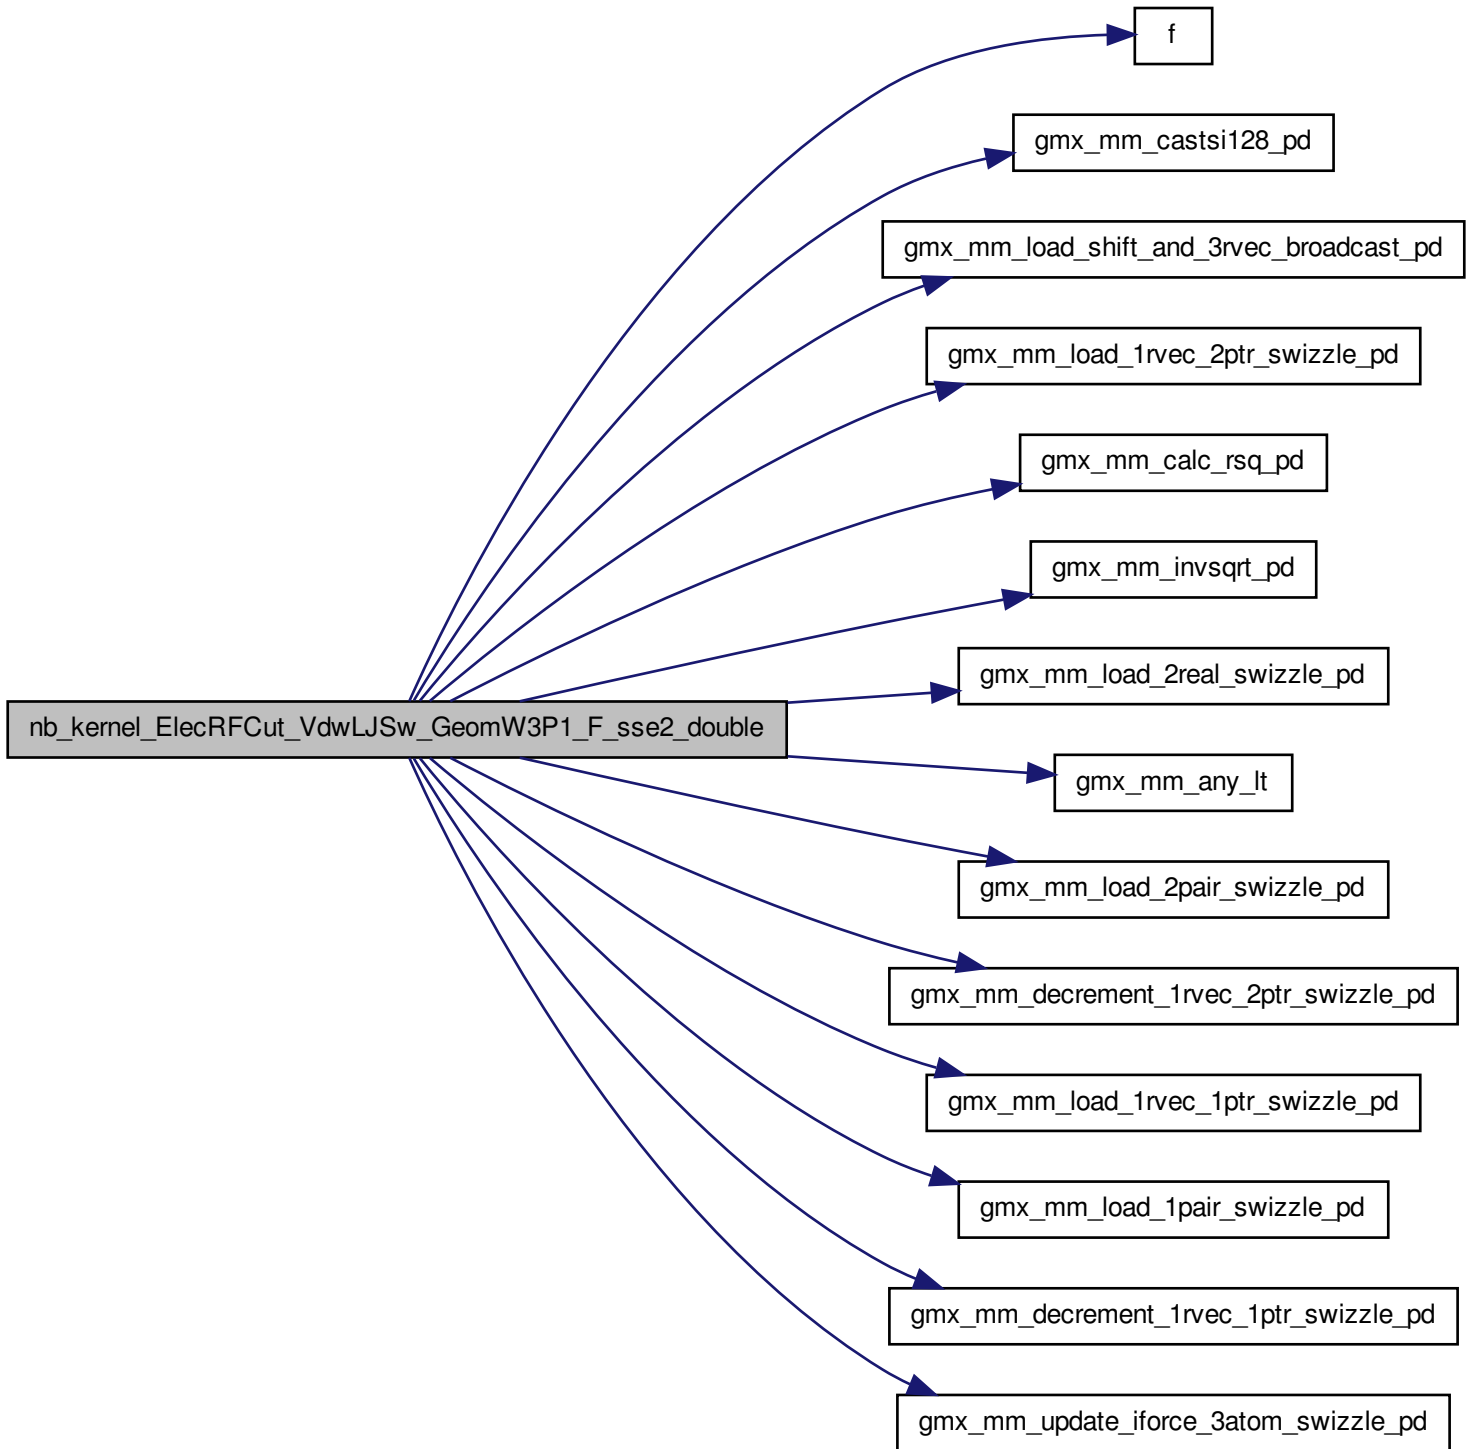 f
gmx_mm_castsi128_pd
gmx_mm_load_shift_and_3rvec_broadcast_pd
gmx_mm_load_1rvec_2ptr_swizzle_pd
gmx_mm_calc_rsq_pd
gmx_mm_invsqrt_pd
gmx_mm_load_2real_swizzle_pd
nb_kernel_ElecRFCut_VdwLJSw_GeomW3P1_F_sse2_double
gmx_mm_any_lt
gmx_mm_load_2pair_swizzle_pd
gmx_mm_decrement_1rvec_2ptr_swizzle_pd
gmx_mm_load_1rvec_1ptr_swizzle_pd
gmx_mm_load_1pair_swizzle_pd
gmx_mm_decrement_1rvec_1ptr_swizzle_pd
gmx_mm_update_iforce_3atom_swizzle_pd